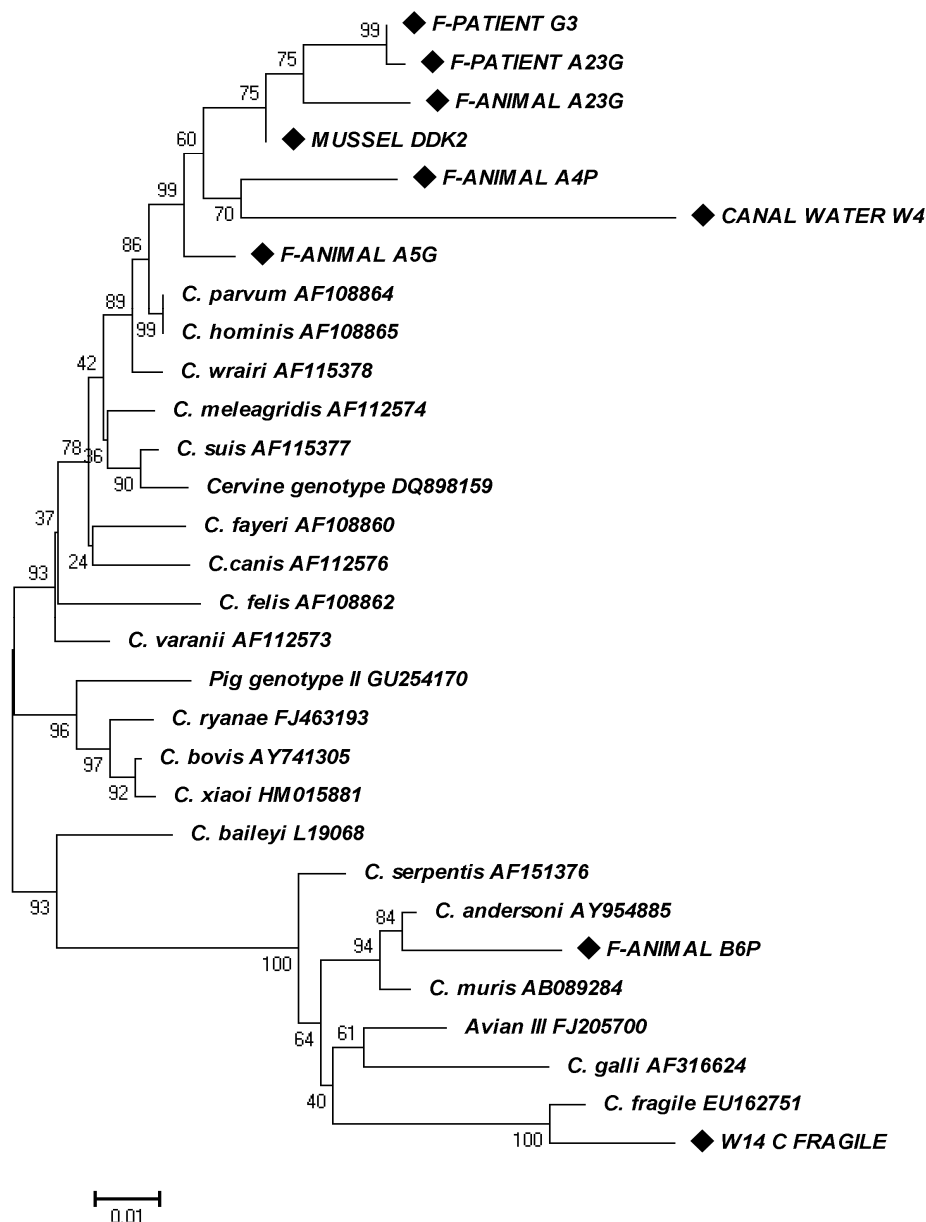 99
F-PATIENT G3
F-PATIENT A23G
75
F-ANIMAL A23G
75
MUSSEL DDK2
60
F-ANIMAL A4P
99
70
CANAL WATER W4
86
F-ANIMAL A5G
89
C. parvum AF108864
99
C. hominis AF108865
42
C. wrairi AF115378
C. meleagridis AF112574
78
36
C. suis AF115377
90
Cervine genotype DQ898159
37
C. fayeri AF108860
24
C.canis AF112576
93
C. felis AF108862
C. varanii AF112573
Pig genotype II GU254170
96
C. ryanae FJ463193
97
C. bovis AY741305
92
C. xiaoi HM015881
C. baileyi L19068
93
C. serpentis AF151376
84
C. andersoni AY954885
94
F-ANIMAL B6P
100
C. muris AB089284
64
61
Avian III FJ205700
C. galli AF316624
40
C. fragile EU162751
100
W14 C FRAGILE
0.01